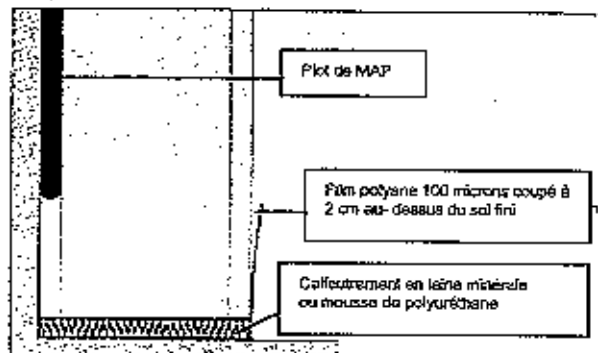 Plot de MAP
Film polyane 100 microns coupé à
2 cm au-dessus du sol fini
Calfeutrement en laine minérale
ou mousse de polyuréthane